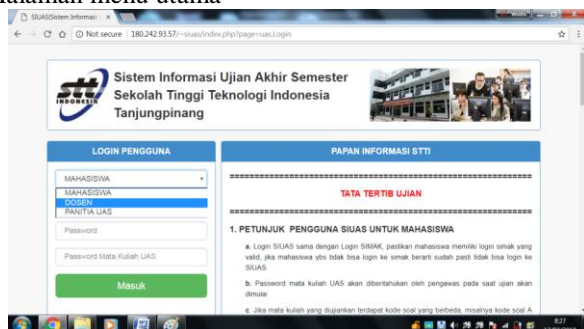 halaman menu utama
SIUAS(Sistem Informasi
Not secure | 180.242.93.57/~siuas/index.php?page=uas.Login
stti
INDONESIA
Sistem Informasi Ujian Akhir Semester
Sekolah Tinggi Teknologi Indonesia
Tanjungpinang
LOGIN PENGGUNA
MAHASISWA
MAHASISWA
DOSEN
PANITIA UAS
Password
Password Mata Kuliah UAS
Masuk
PAPAN INFORMASI STTI
TATA TERTIB UJIAN
1. PETUNJUK PENGGUNA SIUAS UNTUK MAHASISWA
a. Login SIUAS sama dengan Login SIMAK, pastikan mahasiswa memiliki login simak yang
valid, jika mahasiswa ybs tidak bisa login ke simak berarti sudah pasti tidak bisa login ke
SIUAS
b. Password mata kuliah UAS akan diberitahukan oleh pengawas pada saat ujian akan
dimulai
c. Jika mata kuliah yang diujiankan terdapat kode soal yang berbeda, misalnya kode soal A
8:27